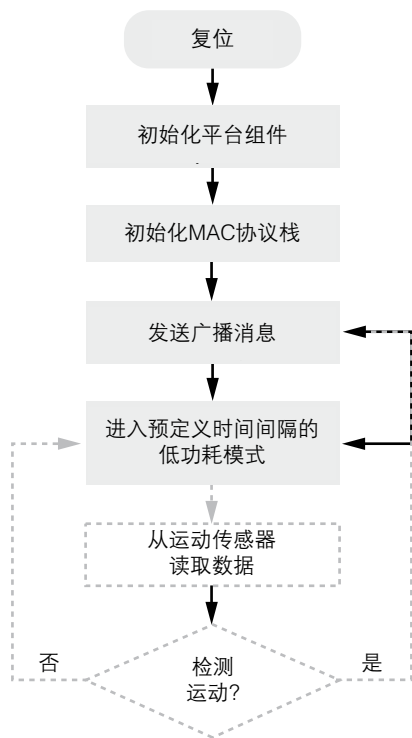 复位
初始化平台组件
初始化MAC协议栈
发送广播消息
进入预定义时间间隔的
低功耗模式
从运动传感器
读取数据
否
检测
运动?
是